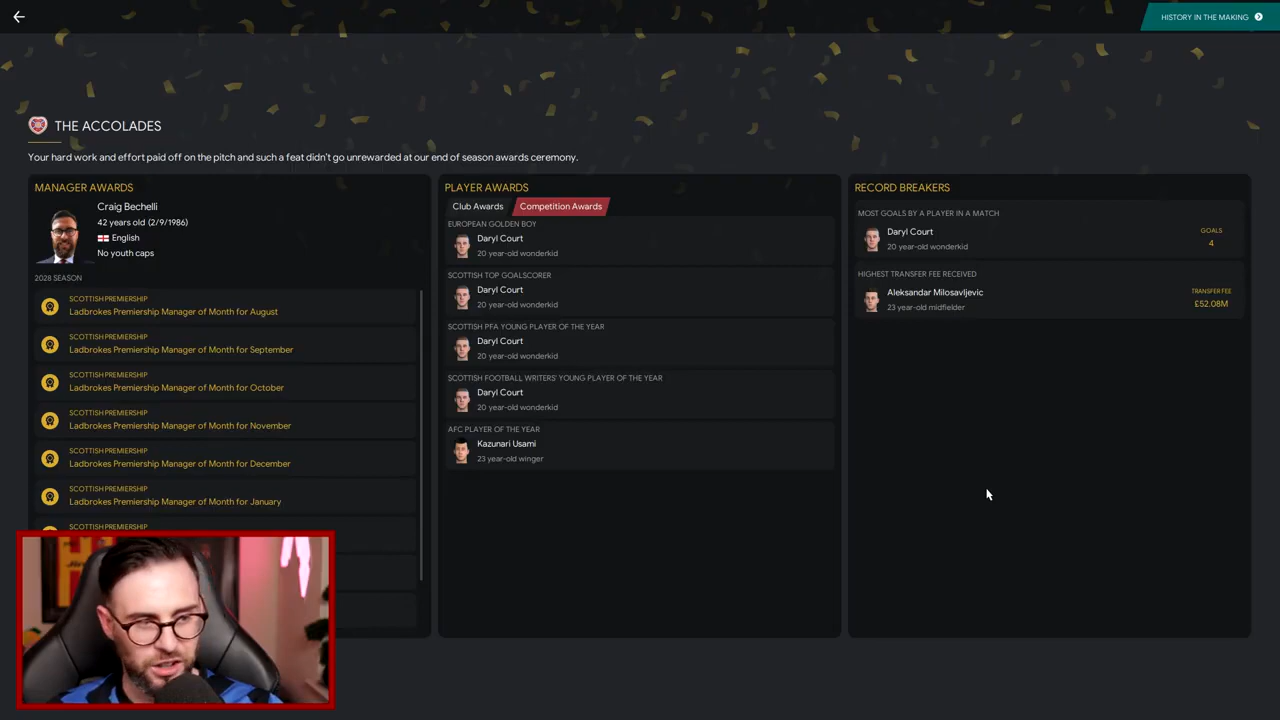 HISTORY IN THE MAKING
THE ACCOLADES
Your hard work and effort paid off on the pitch and such a feat didn't go unrewarded at our end of season awards ceremony.
MANAGER AWARDS
Craig Bechelli
42 years old (2/9/1986)
English
No youth caps
2028 SEASON
SCOTTISH PREMIERSHIP
Ladbrokes Premiership Manager of Month for August
SCOTTISH PREMIERSHIP
Ladbrokes Premiership Manager of Month for September
SCOTTISH PREMIERSHIP
Ladbrokes Premiership Manager of Month for October
SCOTTISH PREMIERSHIP
Ladbrokes Premiership Manager of Month for November
SCOTTISH PREMIERSHIP
Ladbrokes Premiership Manager of Month for December
SCOTTISH PREMIERSHIP
Ladbrokes Premiership Manager of Month for January
SCOTTISH PREMIERSHIP
PLAYER AWARDS
Club Awards
Competition Awards
EUROPEAN GOLDEN BOY
Daryl Court
20 year-old wonderkid
SCOTTISH TOP GOALSCORER
Daryl Court
20 year-old wonderkid
SCOTTISH PFA YOUNG PLAYER OF THE YEAR
Daryl Court
20 year-old wonderkid
SCOTTISH FOOTBALL WRITERS' YOUNG PLAYER OF THE YEAR
Daryl Court
20 year-old wonderkid
AFC PLAYER OF THE YEAR
Kazunari Usami
23 year-old winger
RECORD BREAKERS
MOST GOALS BY A PLAYER IN A MATCH
Daryl Court
20 year-old wonderkid
GOALS
4
HIGHEST TRANSFER FEE RECEIVED
Aleksandar Milosavljevic
23 year-old midfielder
TRANSFER FEE
£52.08M